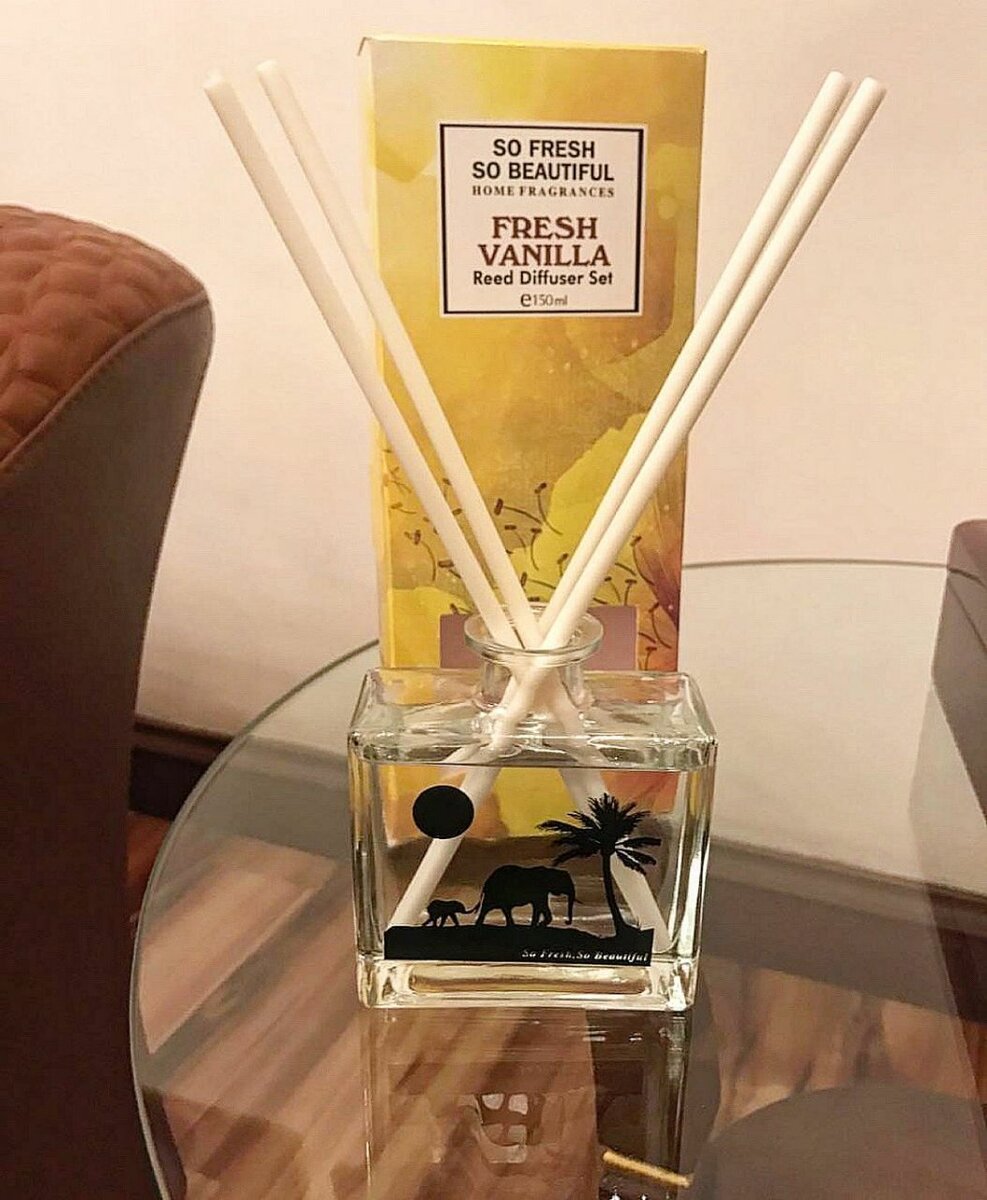 SO FRESH
SO BEAUTIFUL
HOME FRAGRANCES
FRESH
VANILLA
Reed Diffuser Set
℮150ml
So Fresh.So Beautiful